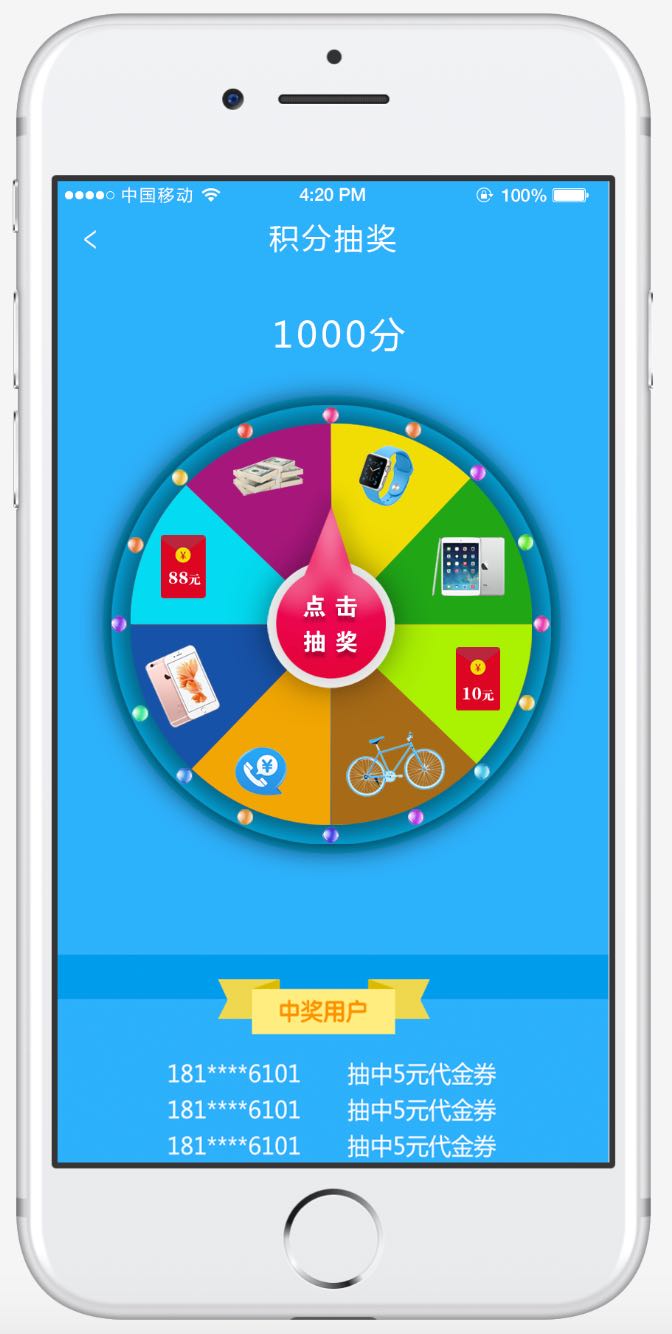 中国移动 4:20 PM 100%
积分抽奖
1000分
¥
88元
点击
抽奖
¥
10元
¥
中奖用户
181****6101 抽中5元代金券
181****6101 抽中5元代金券
181****6101 抽中5元代金券